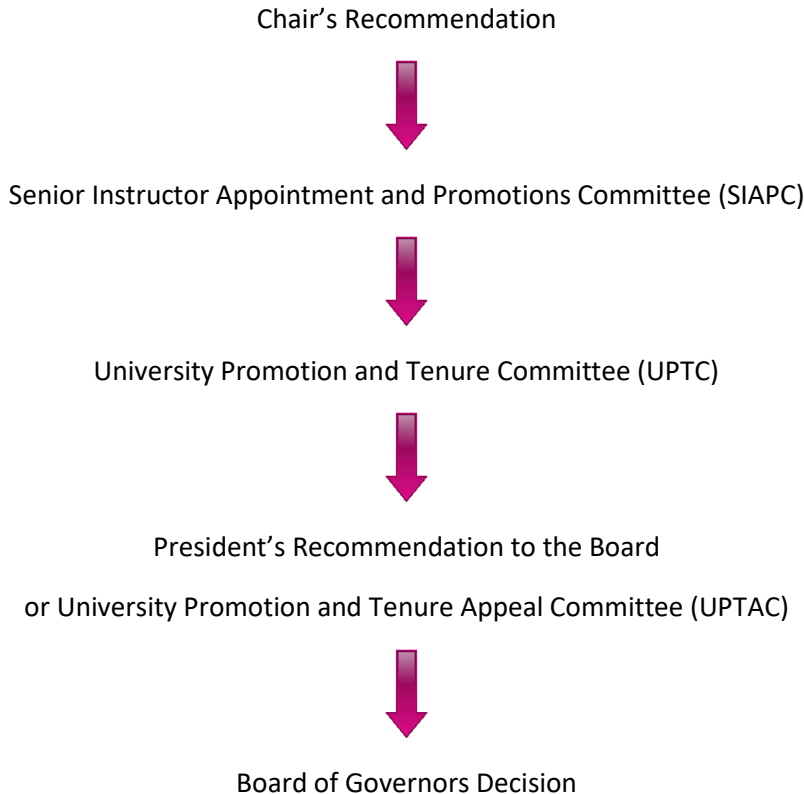 Chair’s Recommendation
Senior Instructor Appointment and Promotions Committee (SIAPC)
University Promotion and Tenure Committee (UPTC)
President’s Recommendation to the Board
or University Promotion and Tenure Appeal Committee (UPTAC)
Board of Governors Decision